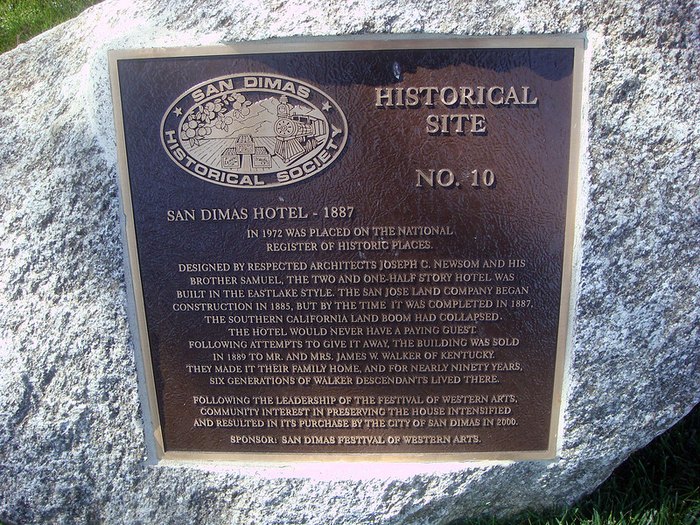 SAN DIMAS
HISTORICAL SOCIETY
HISTORICAL
SITE
NO. 10
SAN DIMAS HOTEL - 1887
IN 1972 WAS PLACED ON THE NATIONAL
REGISTER OF HISTORIC PLACES.
DESIGNED BY RESPECTED ARCHITECTS JOSEPH C. NEWSOM AND HIS
BROTHER SAMUEL, THE TWO AND ONE-HALF STORY HOTEL WAS
BUILT IN THE EASTLAKE STYLE. THE SAN JOSE LAND COMPANY BEGAN
CONSTRUCTION IN 1885, BUT BY THE TIME IT WAS COMPLETED IN 1887,
THE SOUTHERN CALIFORNIA LAND BOOM HAD COLLAPSED.
THE HOTEL WOULD NEVER HAVE A PAYING GUEST.
FOLLOWING ATTEMPTS TO GIVE IT AWAY, THE BUILDING WAS SOLD
IN 1889 TO MR. AND MRS. JAMES W. WALKER OF KENTUCKY.
THEY MADE IT THEIR FAMILY HOME, AND FOR NEARLY NINETY YEARS,
SIX GENERATIONS OF WALKER DESCENDANTS LIVED THERE.
FOLLOWING THE LEADERSHIP OF THE FESTIVAL OF WESTERN ARTS,
COMMUNITY INTEREST IN PRESERVING THE HOUSE INTENSIFIED
AND RESULTED IN ITS PURCHASE BY THE CITY OF SAN DIMAS IN 2000.
SPONSOR: SAN DIMAS FESTIVAL OF WESTERN ARTS.